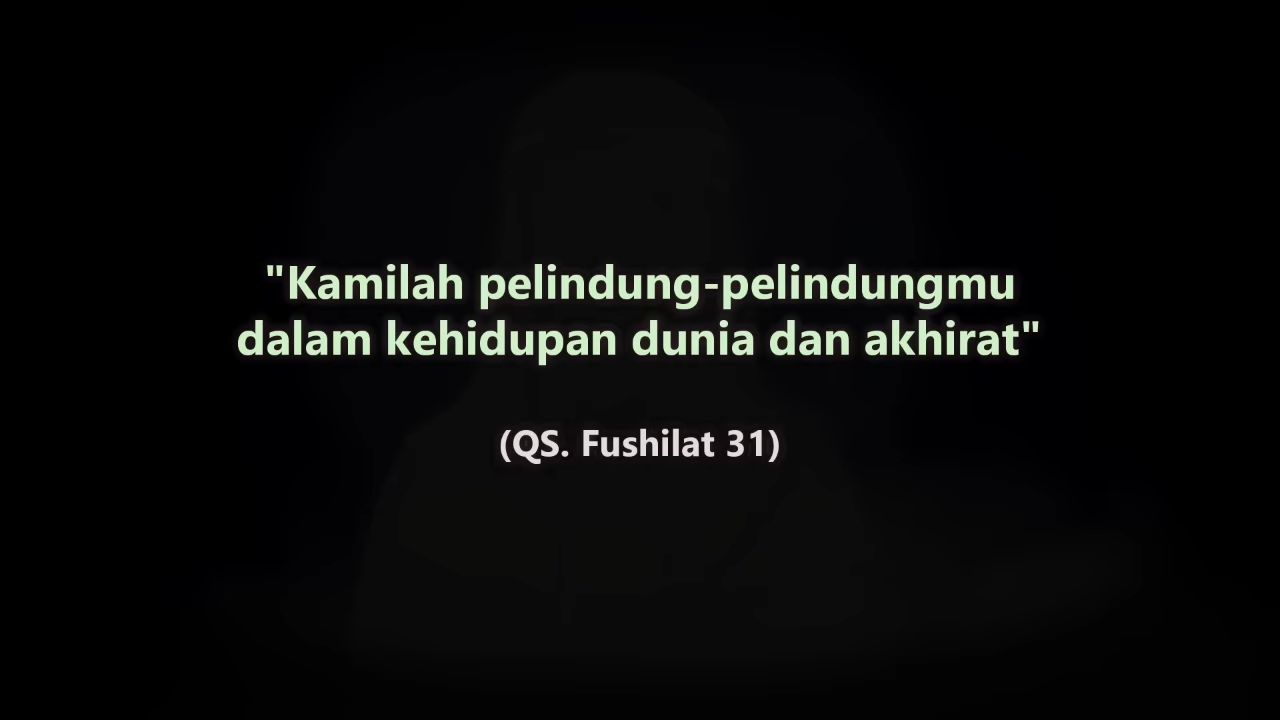 "Kamilah pelindung-pelindungmu
dalam kehidupan dunia dan akhirat"
(QS. Fushilat 31)